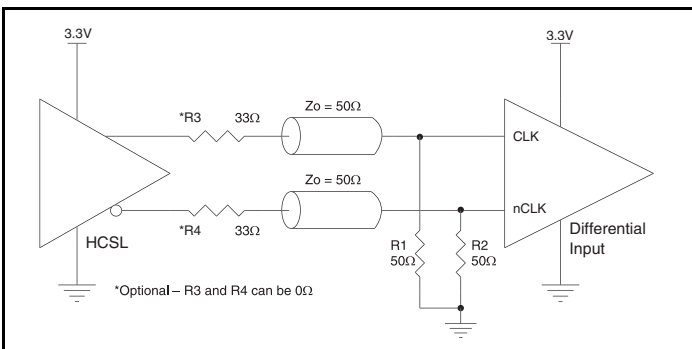 3.3V
3.3V
*R3 33Ω
Zo = 50Ω
CLK
Zo = 50Ω
nCLK
*R4 33Ω
HCSL
R1
50Ω
R2
50Ω
Differential
Input
*Optional – R3 and R4 can be 0Ω